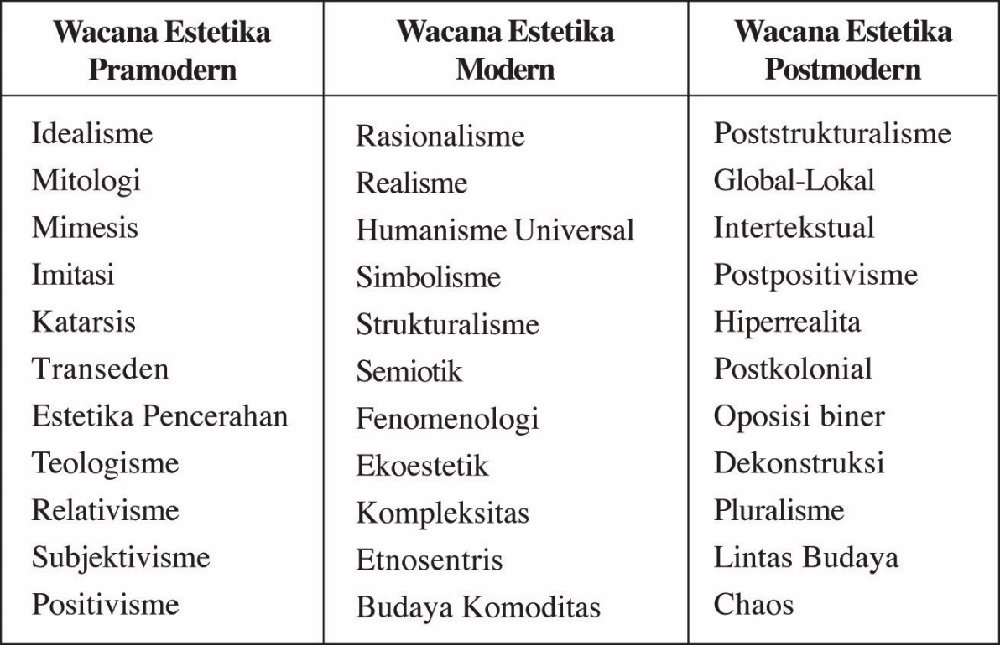 Wacana Estetika
Pramodern
Wacana Estetika
Modern
Wacana Estetika
Postmodern
Idealisme
Mitologi
Mimesis
Imitasi
Katarsis
Transeden
Estetika Pencerahan
Teologisme
Relativisme
Subjektivisme
Positivisme
Rasionalisme
Realisme
Humanisme Universal
Simbolisme
Strukturalisme
Semiotik
Fenomenologi
Ekoestetik
Kompleksitas
Etnosentris
Budaya Komoditas
Poststrukturalisme
Global-Lokal
Intertekstual
Postpositivisme
Hiperrealita
Postkolonial
Oposisi biner
Dekonstruksi
Pluralisme
Lintas Budaya
Chaos